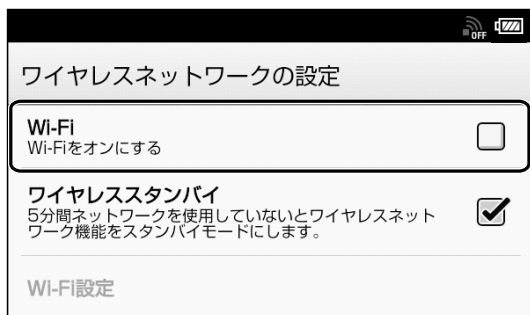 OFF
ワイヤレスネットワークの設定
Wi-Fi
Wi-Fiをオンにする
ワイヤレススタンバイ
5分間ネットワークを使用していないとワイヤレスネット
ワーク機能をスタンバイモードにします。
Wi-Fi設定